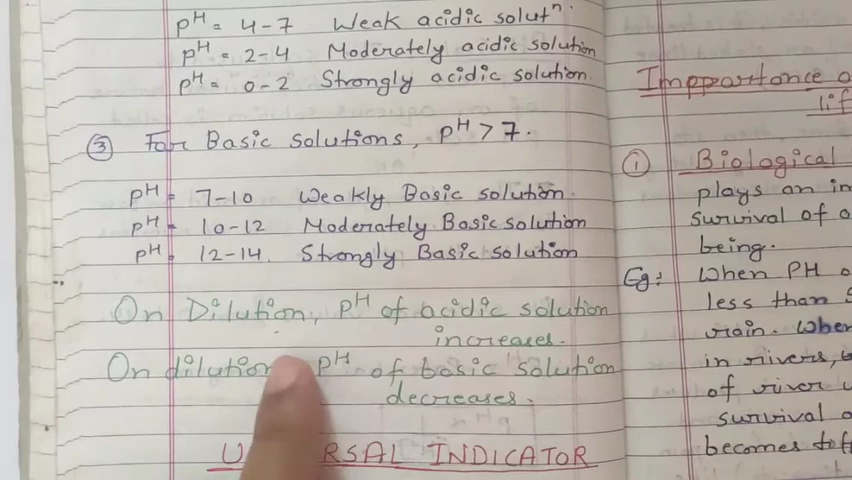 pH = 4-7 Weak acidic solutⁿ.
pH = 2-4 Moderately acidic solution
pH = 0-2 Strongly acidic solution.
③ For Basic solutions, pH > 7.
pH = 7-10 Weakly Basic solution.
pH = 10-12 Moderately Basic solution
pH = 12-14. Strongly Basic solution
On Dilution, pH of acidic solution
increases.
On dilution pH of basic solution
decreases.
U RSAL INDICATOR
Impportance o
lif
① Biological
plays an im
survival of a
being.
Eg: When PH o
less than 5
rain. When
in rivers,
of river w
survival o
becomes